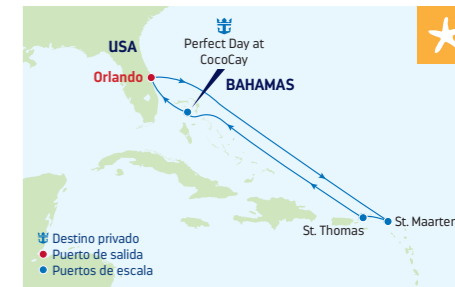 USA
Perfect Day at
CocoCay
Orlando
BAHAMAS
St. Thomas
St. Maarten
Destino privado
Puerto de salida
Puertos de escala